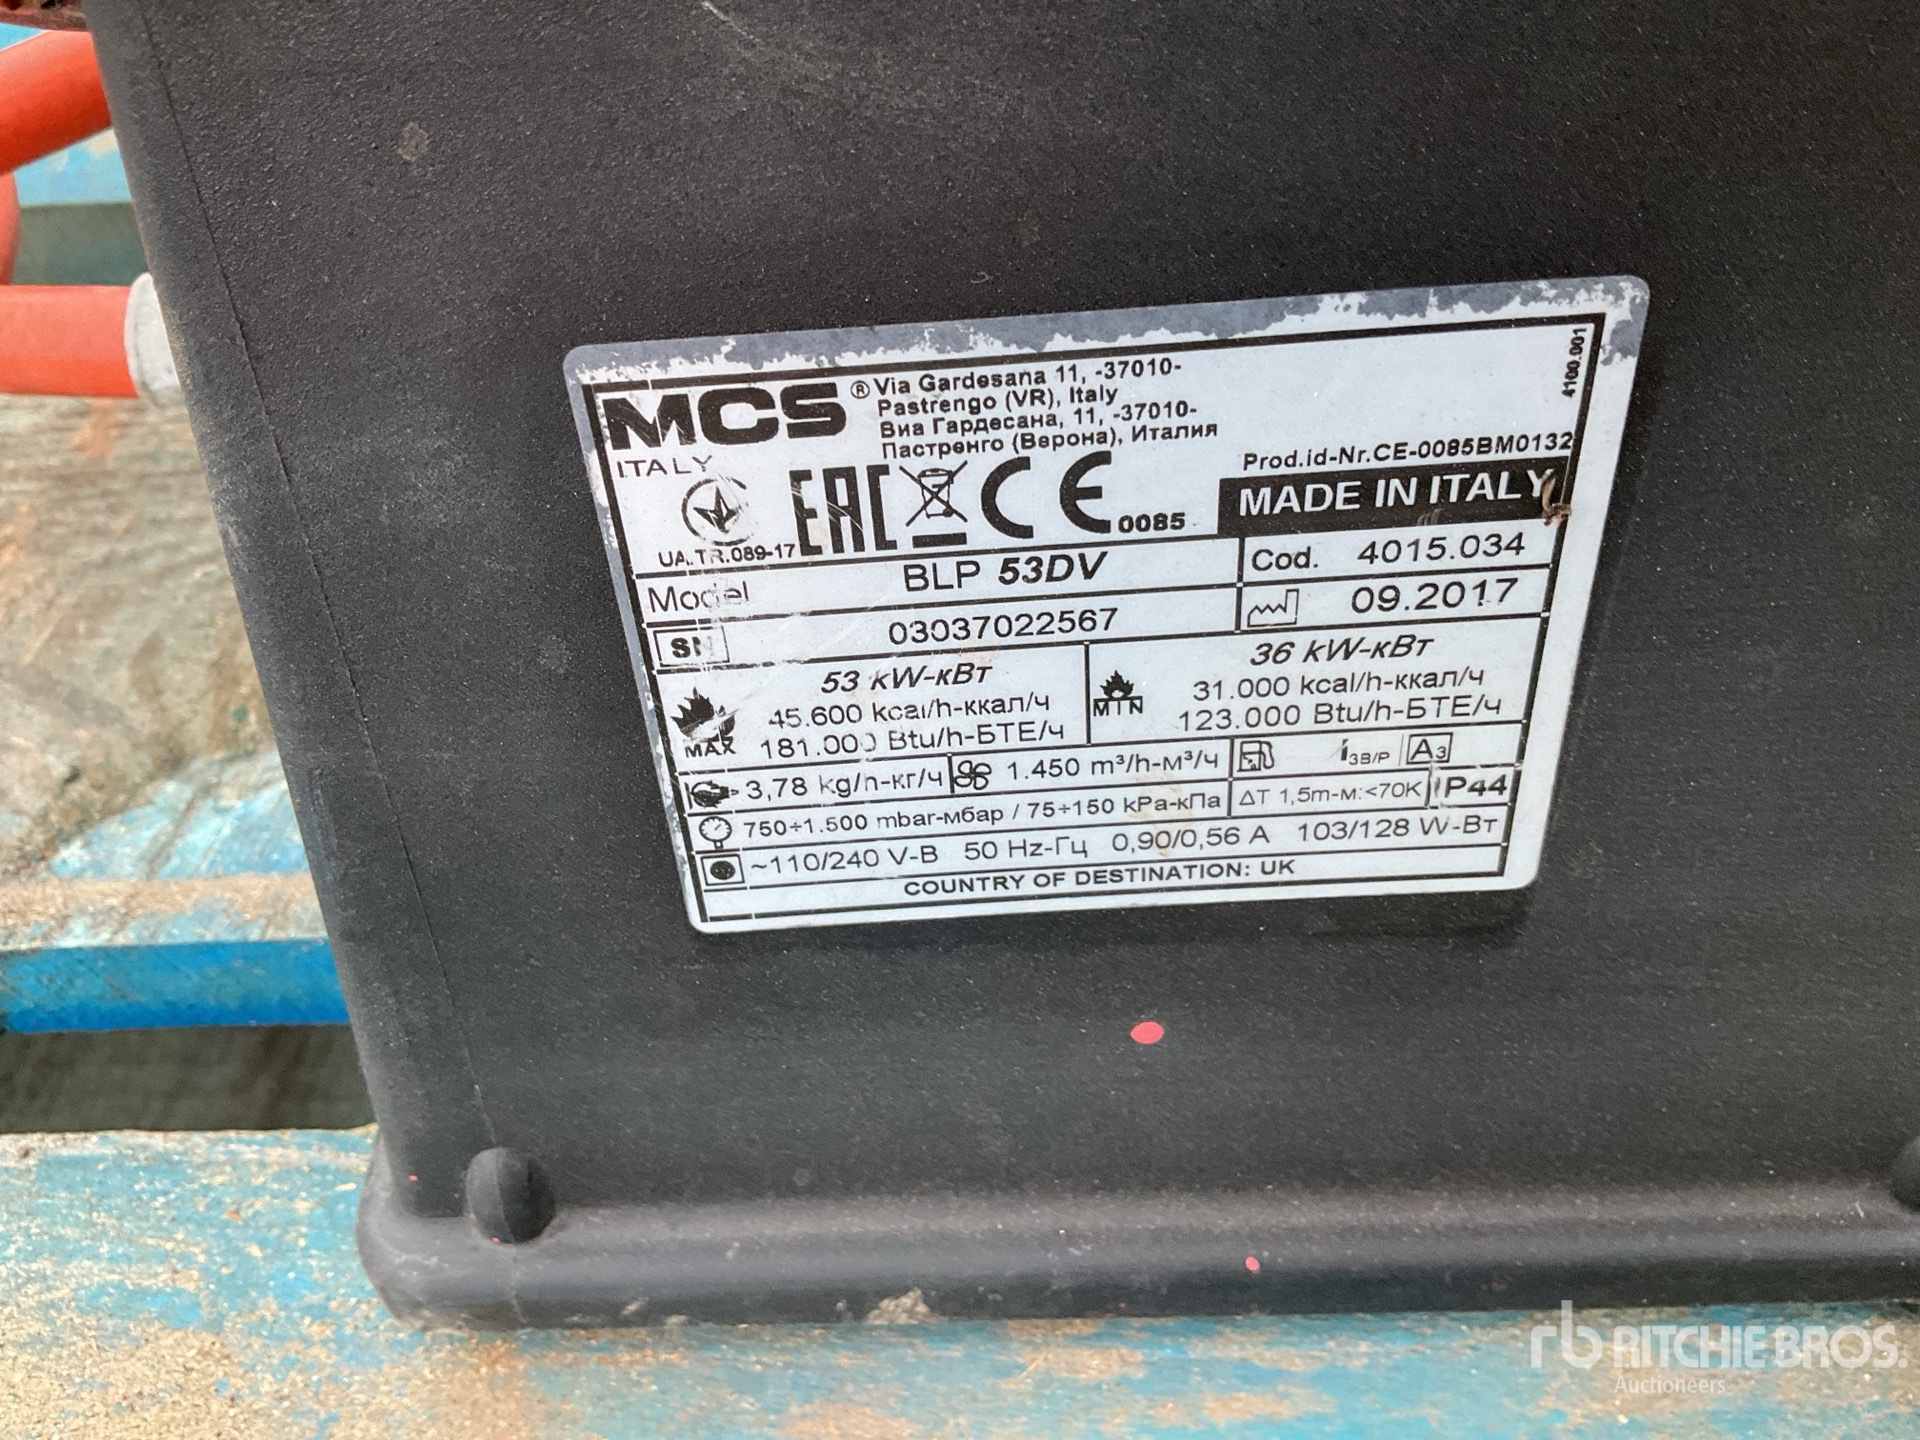 MCS ®
ITALY
Via Gardesana 11, -37010-
Pastrengo (VR), Italy
Виа Гардесана, 11, -37010-
Пастренго (Верона), Италия
4100.001
Prod.id-Nr.CE-0085BM0132
UA.TR.089-17
EAC CE 0085
MADE IN ITALY
Model BLP 53DV
Cod. 4015.034
SN 03037022567
09.2017
MAX
53 kW-кВт
45.600 kcal/h-ккал/ч
181.000 Btu/h-БТЕ/ч
MIN
36 kW-кВт
31.000 kcal/h-ккал/ч
123.000 Btu/h-БТЕ/ч
3,78 kg/h-кг/ч
1.450 m³/h-м³/ч
I3B/P A3
750÷1.500 mbar-мбар / 75÷150 kPa-кПа
ΔT 1,5m-м:<70K
IP44
~110/240 V-В 50 Hz-Гц 0,90/0,56 A 103/128 W-Вт
COUNTRY OF DESTINATION: UK
rb RITCHIE BROS.
Auctioneers